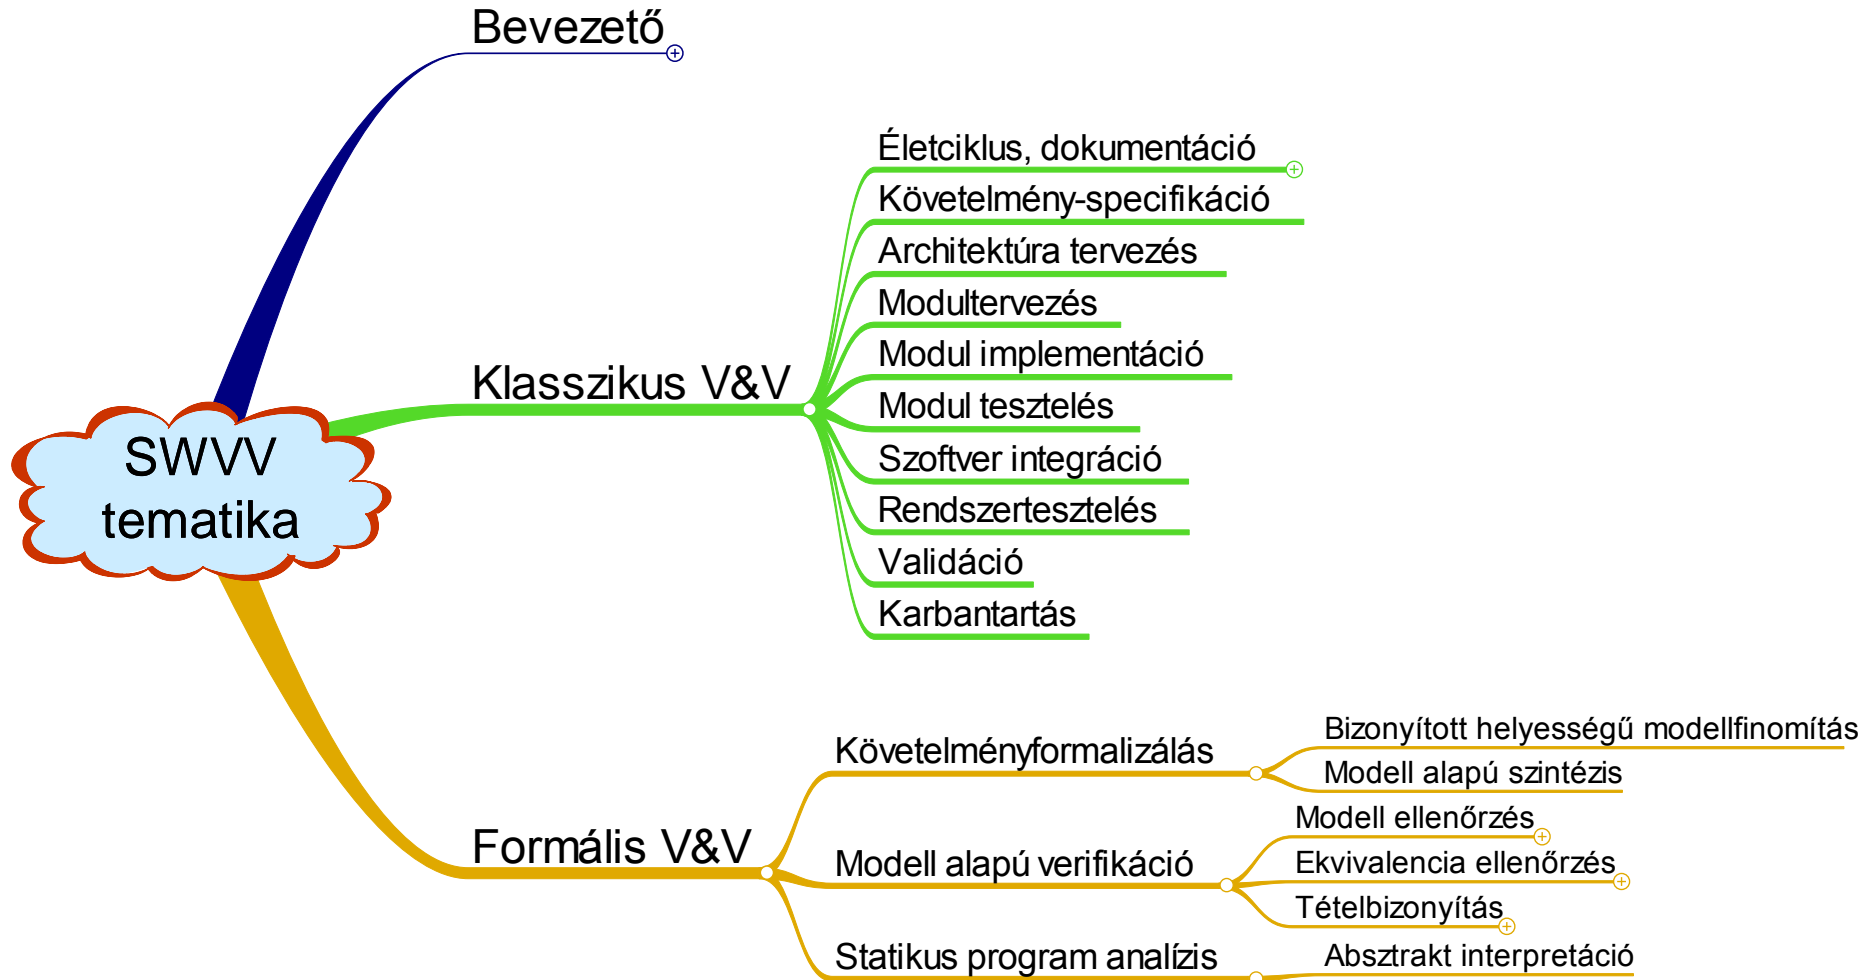 Bevezető
Életciklus, dokumentáció
Követelmény-specifikáció
Architektúra tervezés
Modultervezés
Modul implementáció
Klasszikus V&V
Modul tesztelés
Szoftver integráció
Rendszertesztelés
Validáció
Karbantartás
SWVV
tematika
Követelményformalizálás
Bizonyított helyességű modellfinomítás
Modell alapú szintézis
Formális V&V
Modell alapú verifikáció
Modell ellenőrzés
Ekvivalencia ellenőrzés
Tételbizonyítás
Statikus program analízis
Absztrakt interpretáció